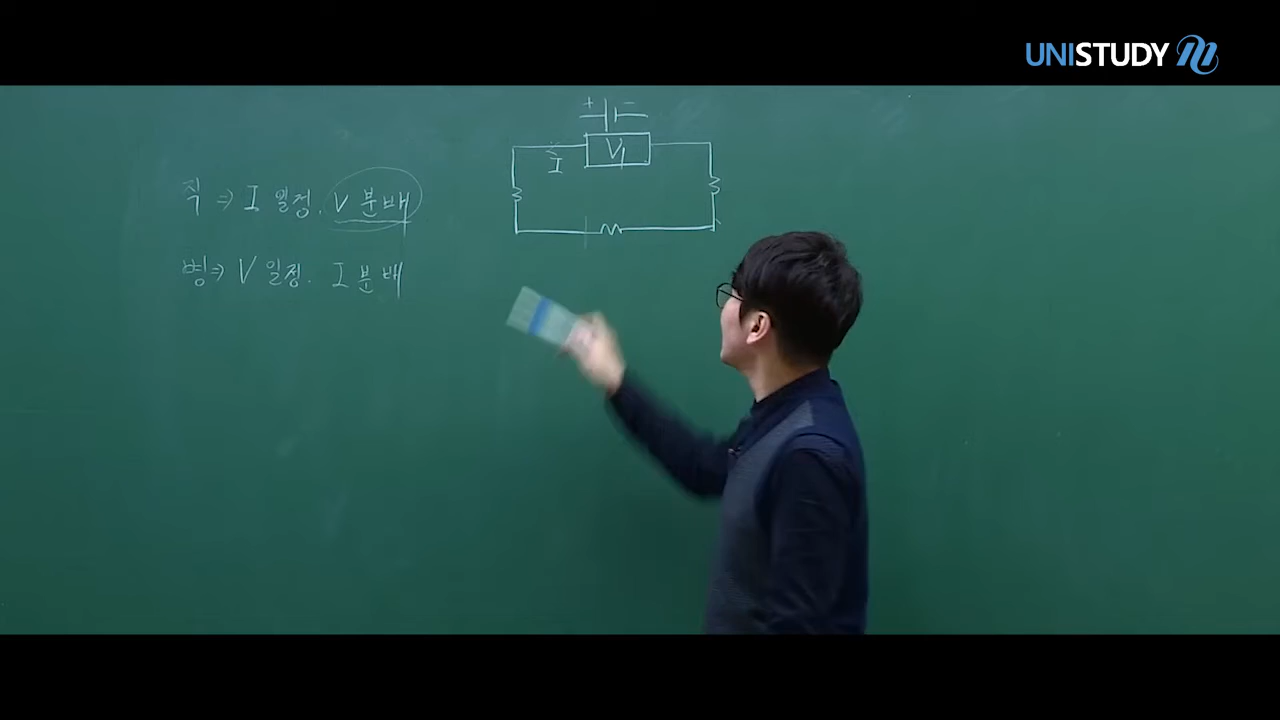 UNISTUDY
+ -
V
I
직 ⇒ I 일정. V 분배
병 ⇒ V 일정. I 분배